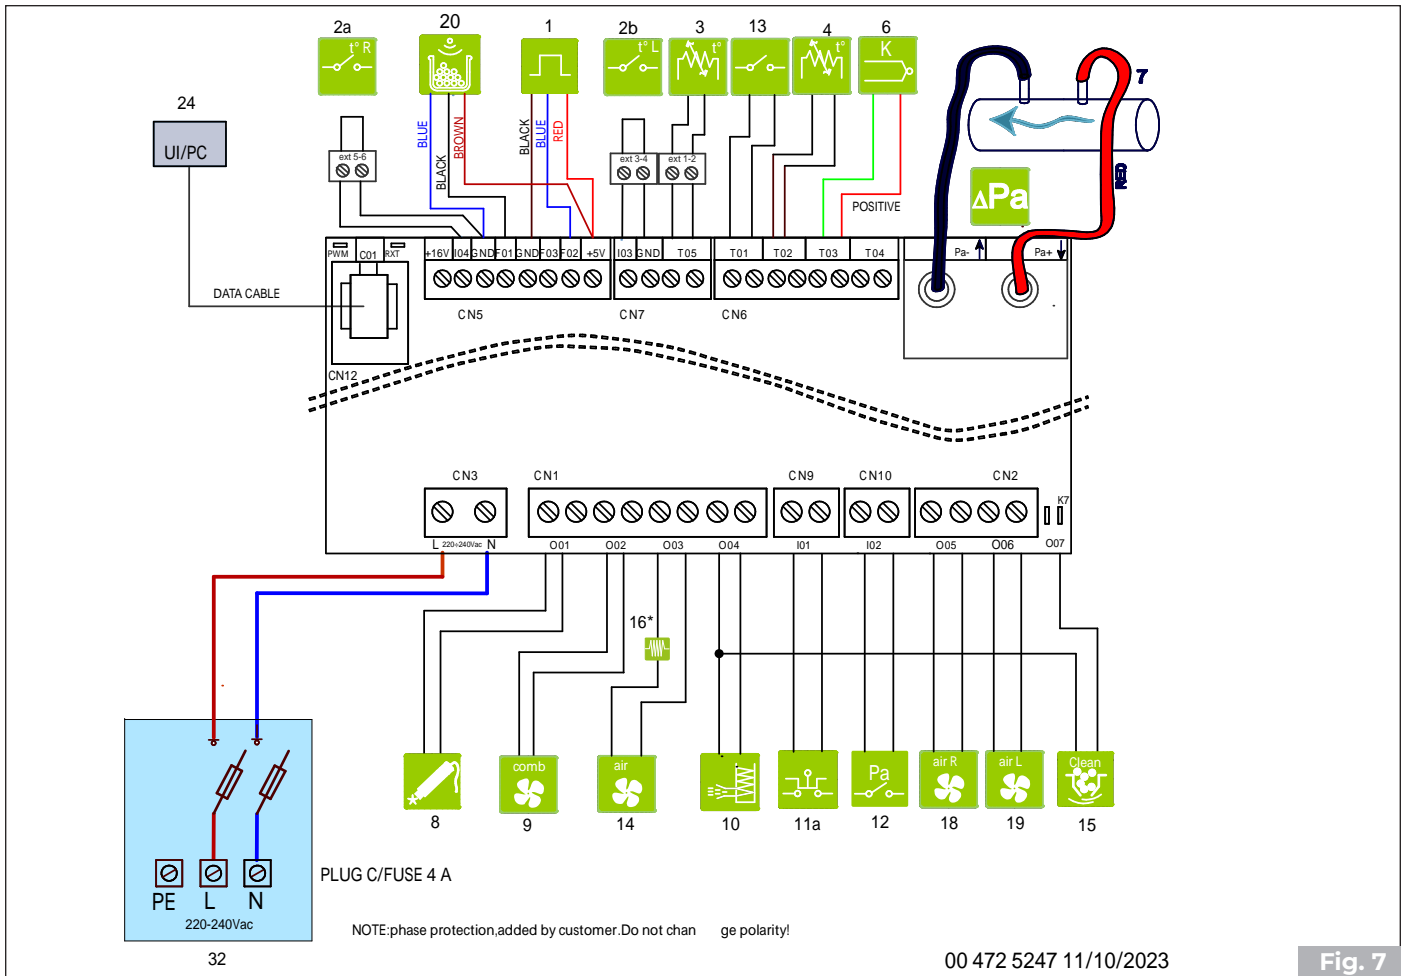 2a 20 1 2b 3 13 4 6
t° R t° L t° t° K
7
24
UI/PC
BLUE BLACK BROWN BLACK BLUE RED
RED
ext 5-6 ext 3-4 ext 1-2
ΔPa
POSITIVE
PWM C01 RXT +16V I04 GND F01 GND F03 F02 +5V I03 GND T05 T01 T02 T03 T04 Pa- Pa+
DATA CABLE
CN5 CN7 CN6
CN12
CN3 CN1 CN9 CN10 CN2
K7
L 220÷240Vac N O01 O02 O03 O04 I01 I02 O05 O06 O07
16*
comb air Pa air R air L Clean
8 9 14 10 11a 12 18 19 15
PLUG C/FUSE 4 A
PE L N
220-240Vac
NOTE:phase protection,added by customer.Do not chan ge polarity!
32
00 472 5247 11/10/2023
Fig. 7